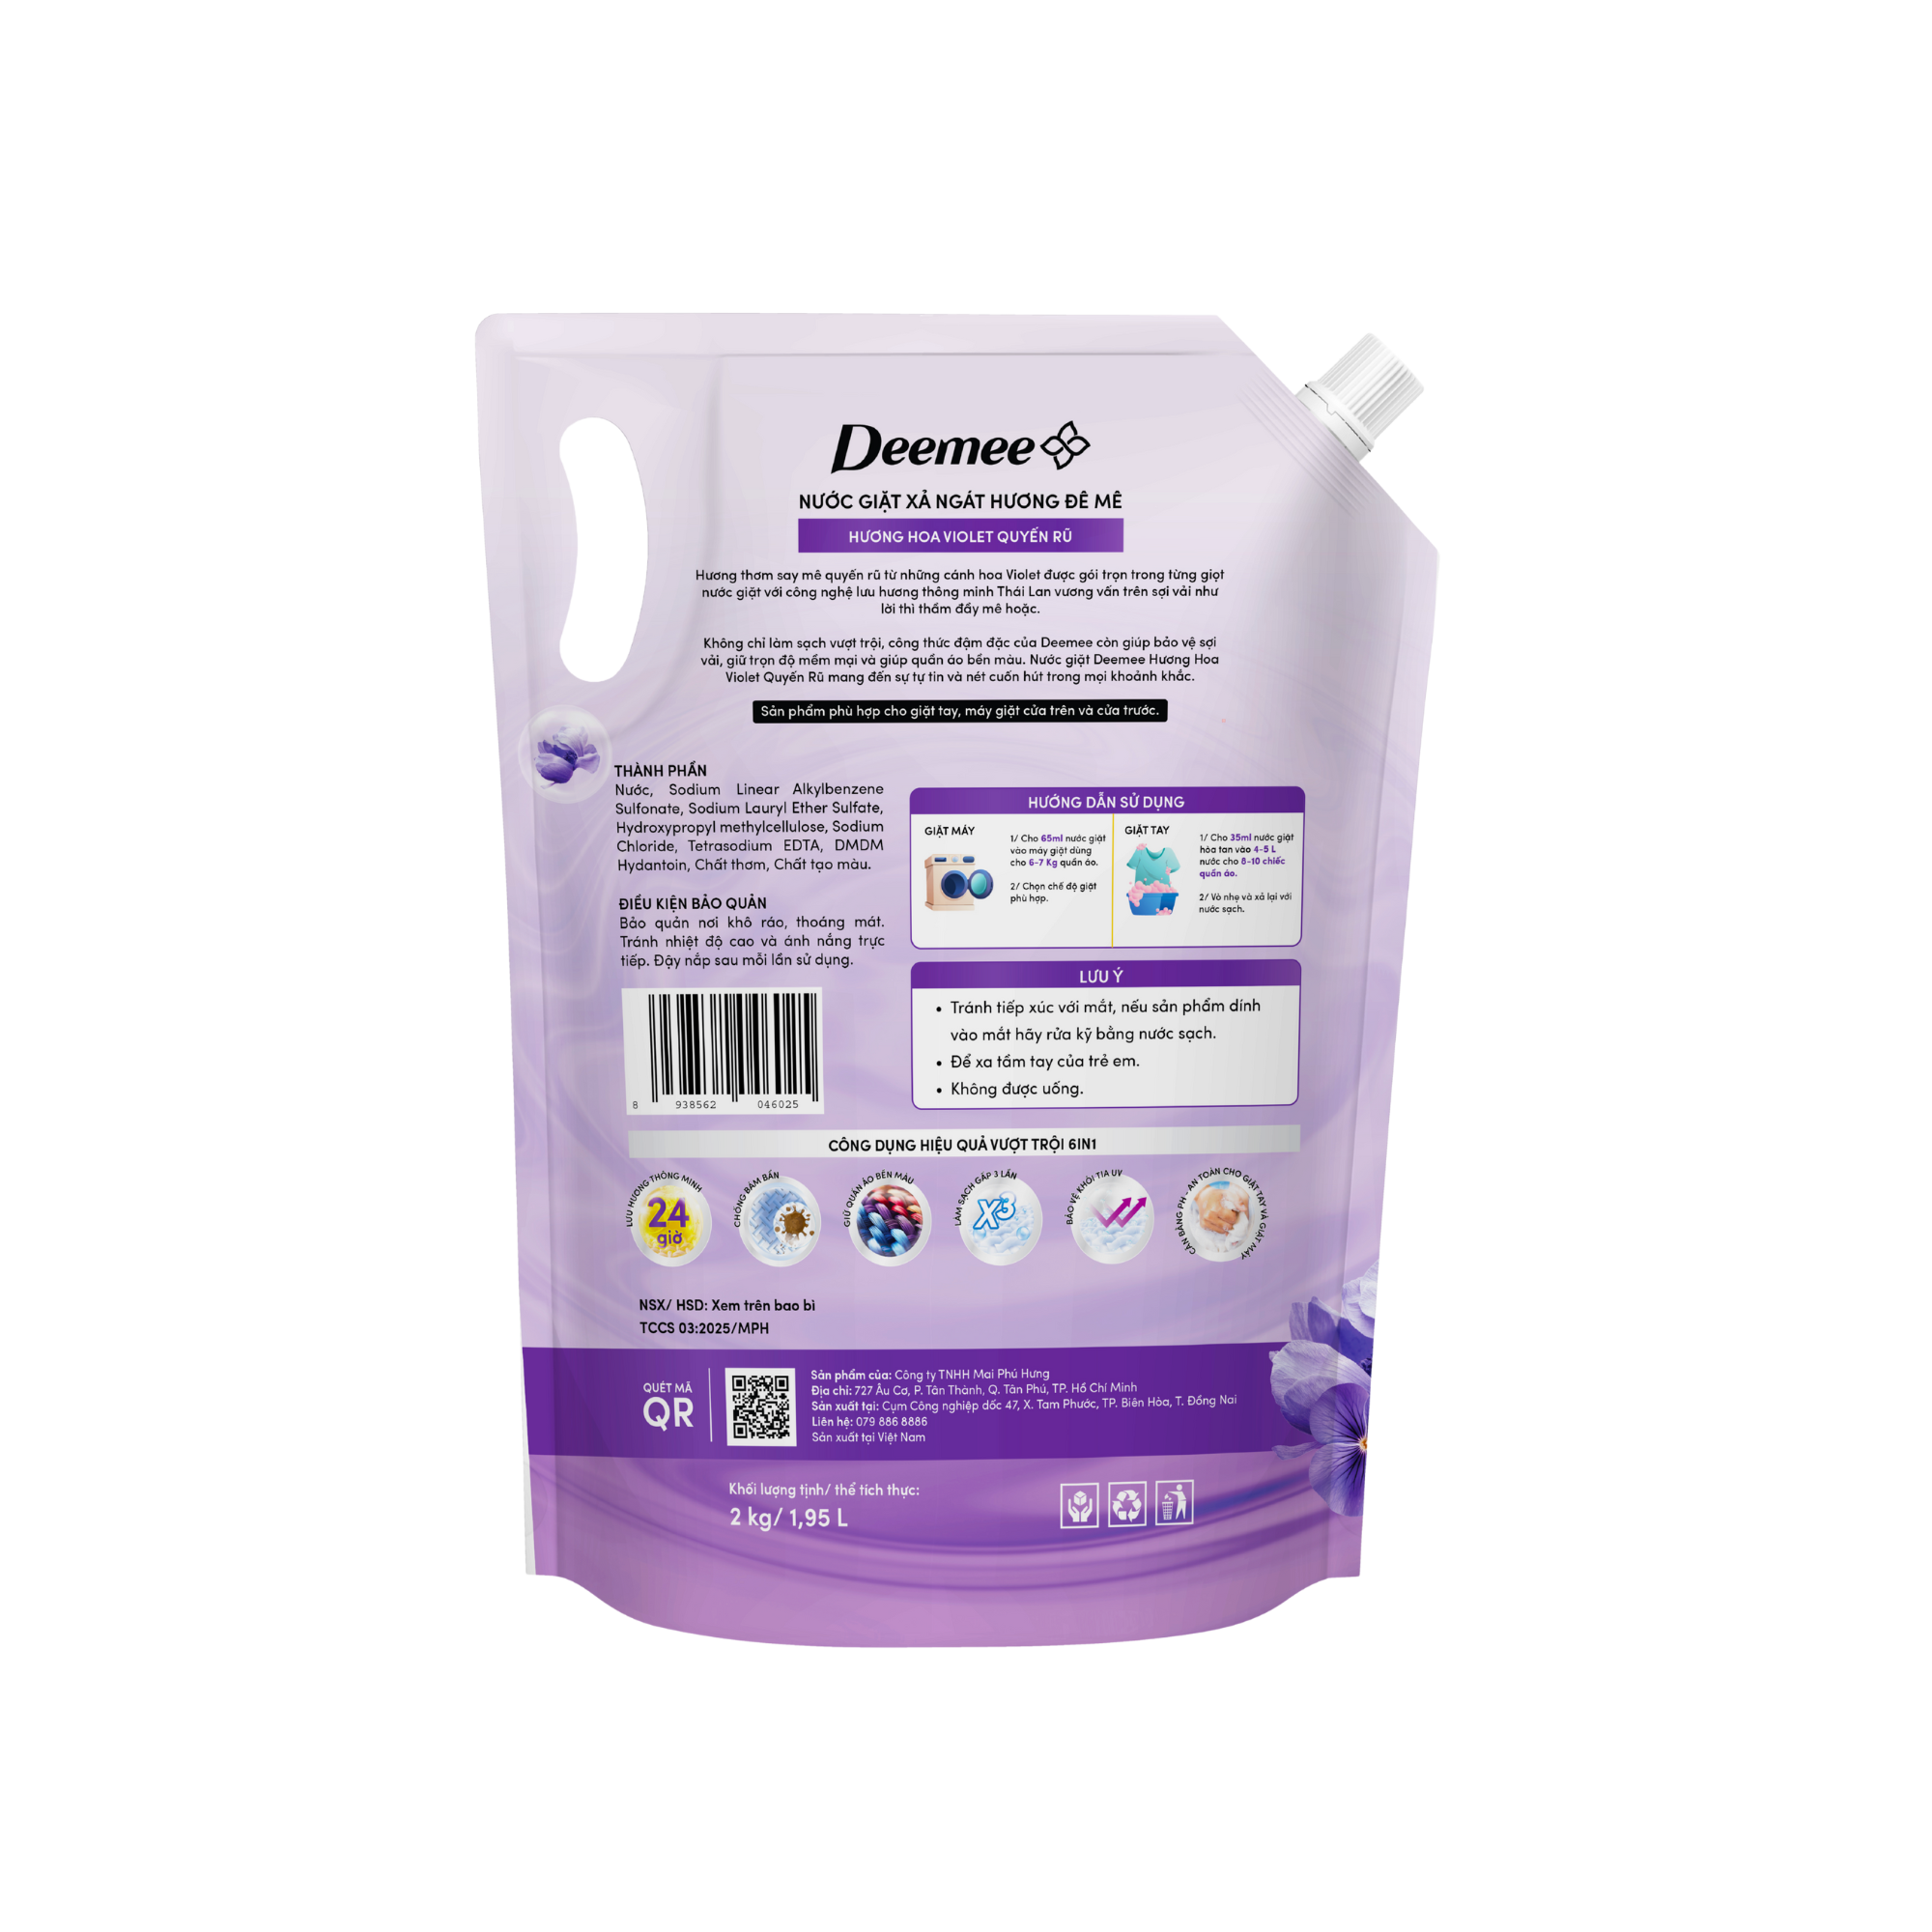 Deemee
NƯỚC GIẶT XẢ NGÁT HƯƠNG ĐÊ MÊ
HƯƠNG HOA VIOLET QUYẾN RŨ
Hương thơm say mê quyến rũ từ những cánh hoa Violet được gói trọn trong từng giọt
nước giặt với công nghệ lưu hương thông minh Thái Lan vương vấn trên sợi vải như
lời thì thầm đầy mê hoặc.
Không chỉ làm sạch vượt trội, công thức đậm đặc của Deemee còn giúp bảo vệ sợi
vải, giữ trọn độ mềm mại và giúp quần áo bền màu. Nước giặt Deemee Hương Hoa
Violet Quyến Rũ mang đến sự tự tin và nét cuốn hút trong mọi khoảnh khắc.
Sản phẩm phù hợp cho giặt tay, máy giặt cửa trên và cửa trước.
THÀNH PHẦN
Nước, Sodium Linear Alkylbenzene
Sulfonate, Sodium Lauryl Ether Sulfate,
Hydroxypropyl methylcellulose, Sodium
Chloride, Tetrasodium EDTA, DMDM
Hydantoin, Chất thơm, Chất tạo màu.
ĐIỀU KIỆN BẢO QUẢN
Bảo quản nơi khô ráo, thoáng mát.
Tránh nhiệt độ cao và ánh nắng trực
tiếp. Đậy nắp sau mỗi lần sử dụng.
8 938562 046025
HƯỚNG DẪN SỬ DỤNG
GIẶT MÁY
1/ Cho 65ml nước giặt
vào máy giặt dùng
cho 6-7 Kg quần áo.
2/ Chọn chế độ giặt
phù hợp.
GIẶT TAY
1/ Cho 35ml nước giặt
hòa tan vào 4-5 L
nước cho 8-10 chiếc
quần áo.
2/ Vò nhẹ và xả lại với
nước sạch.
LƯU Ý
• Tránh tiếp xúc với mắt, nếu sản phẩm dính
vào mắt hãy rửa kỹ bằng nước sạch.
• Để xa tầm tay của trẻ em.
• Không được uống.
CÔNG DỤNG HIỆU QUẢ VƯỢT TRỘI 6IN1
LƯU HƯƠNG THÔNG MINH
24
giờ
CHỐNG BÁM BẨN
GIỮ QUẦN ÁO BỀN MÀU
LÀM SẠCH GẤP 3 LẦN
X3
BẢO VỆ KHỎI TIA UV
CÂN BẰNG PH - AN TOÀN CHO GIẶT TAY VÀ GIẶT MÁY
NSX/ HSD: Xem trên bao bì
TCCS 03:2025/MPH
QUÉT MÃ
QR
Sản phẩm của: Công ty TNHH Mai Phú Hưng
Địa chỉ: 727 Âu Cơ, P. Tân Thành, Q. Tân Phú, TP. Hồ Chí Minh
Sản xuất tại: Cụm Công nghiệp dốc 47, X. Tam Phước, TP. Biên Hòa, T. Đồng Nai
Liên hệ: 079 886 8886
Sản xuất tại Việt Nam
Khối lượng tịnh/ thể tích thực:
2 kg/ 1,95 L